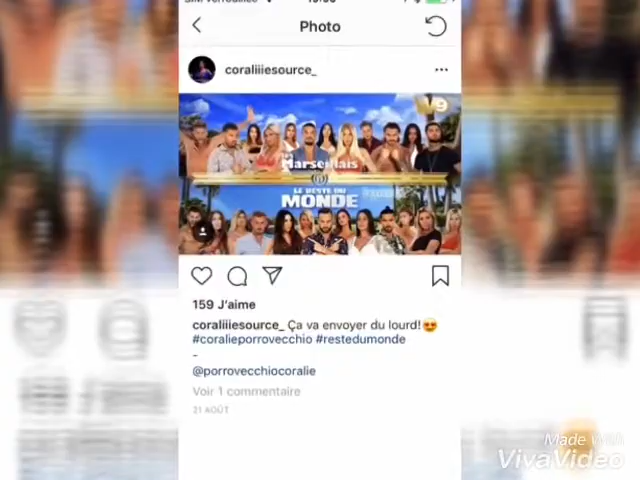 Photo
coraliiiesource_
W9
Les
Marseillais
LE RESTE DU
MONDE
159 J'aime
coraliiiesource_ Ça va envoyer du lourd!😍
#coralieporrovecchio #restedumonde
-
@porrovecchiocoralie
Voir 1 commentaire
21 AOÛT
Made With
VivaVideo